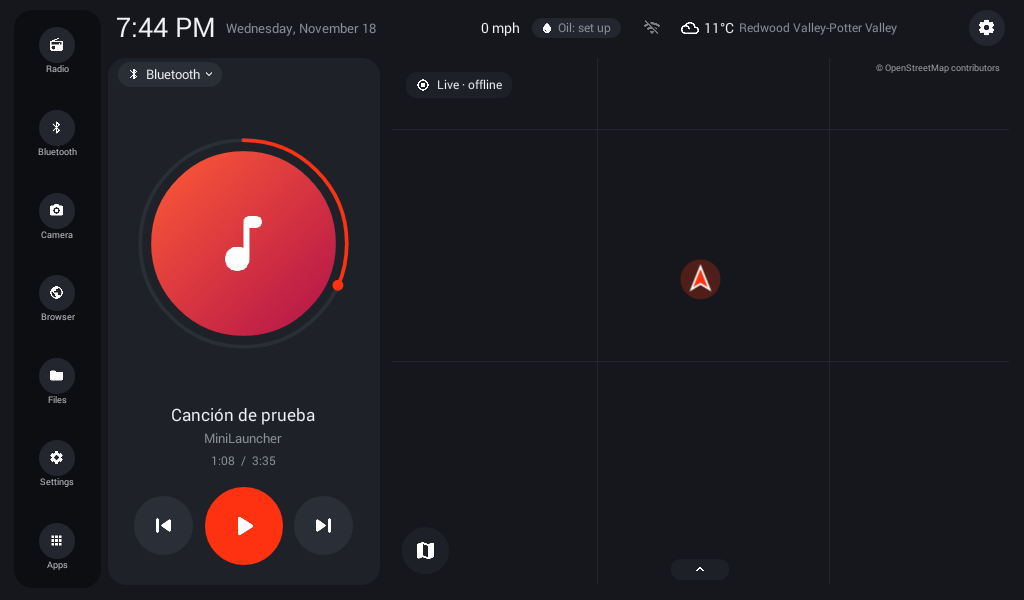 7:44 PM Wednesday, November 18
0 mph
Oil: set up
11°C Redwood Valley-Potter Valley
Radio
Bluetooth
Camera
Browser
Files
Settings
Apps
Bluetooth
Canción de prueba
MiniLauncher
1:08 / 3:35
Live · offline
© OpenStreetMap contributors